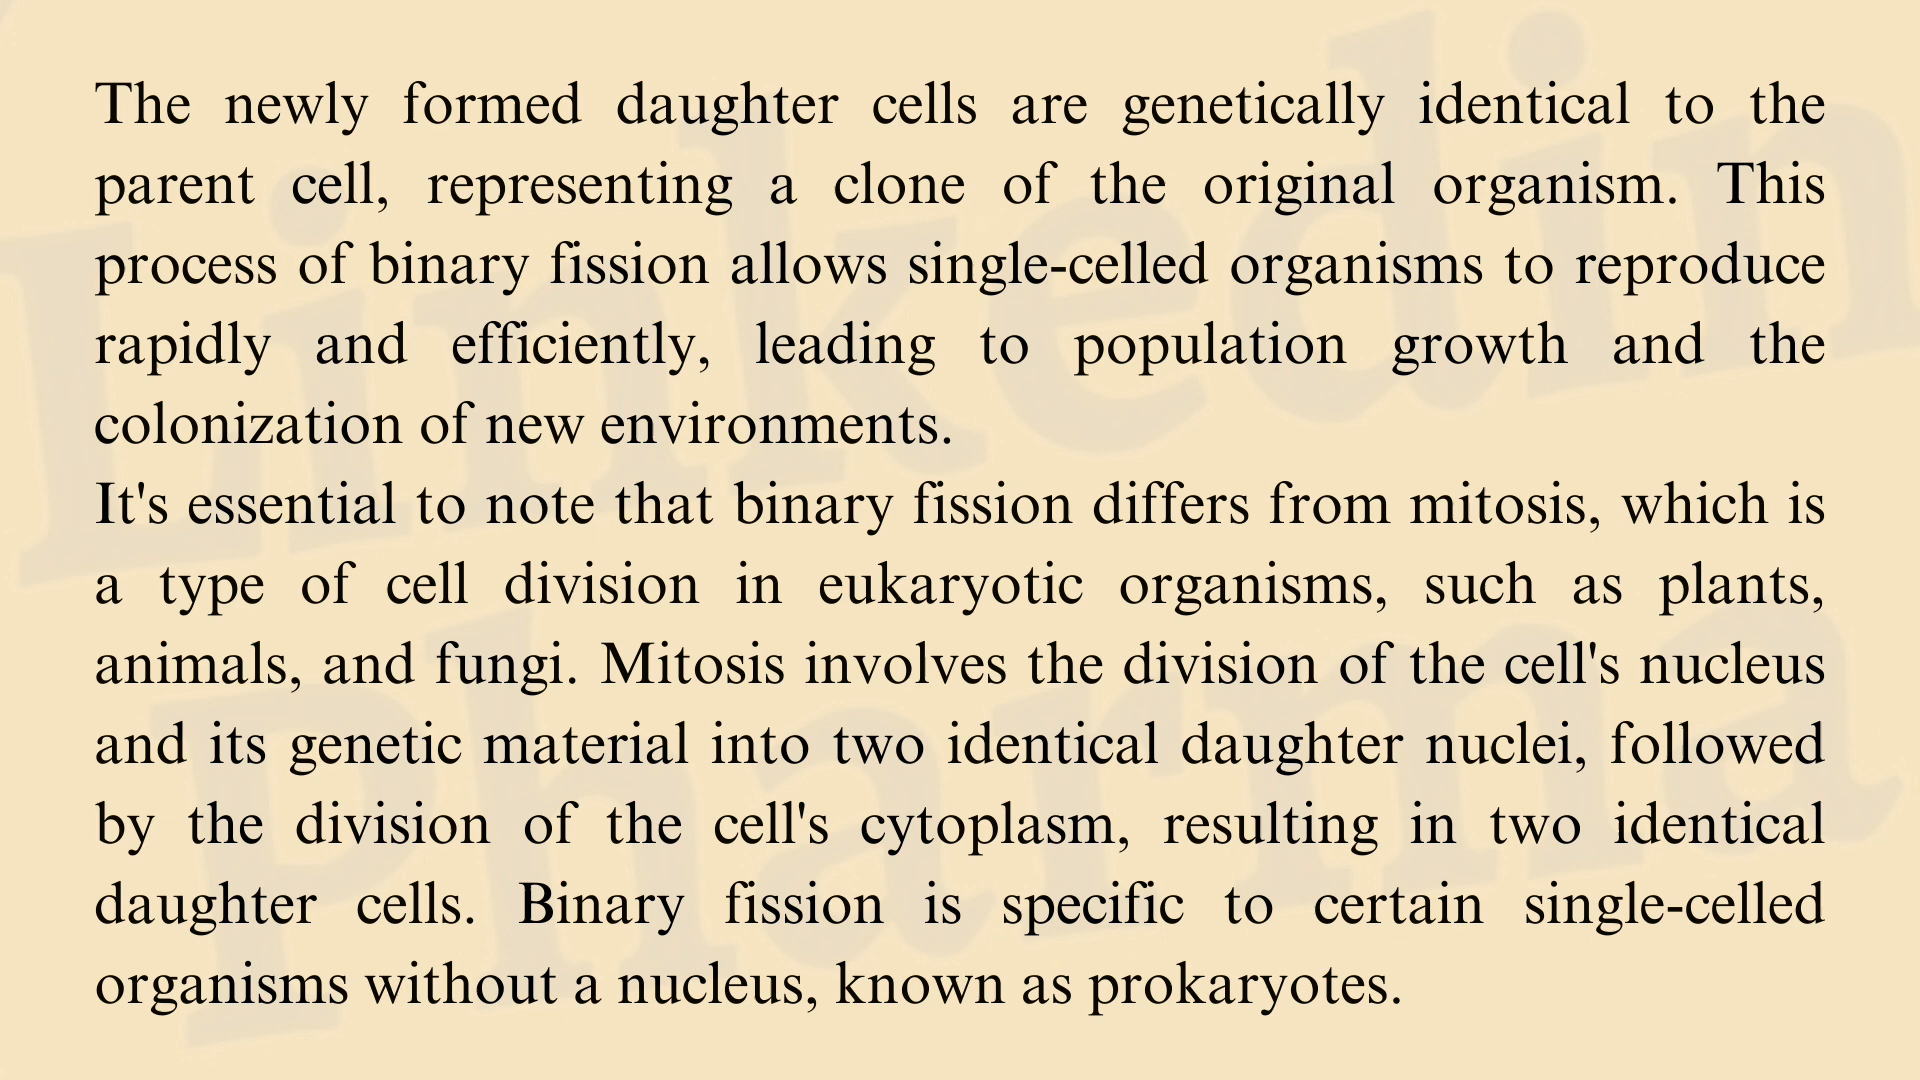 The newly formed daughter cells are genetically identical to the
parent cell, representing a clone of the original organism. This
process of binary fission allows single-celled organisms to reproduce
rapidly and efficiently, leading to population growth and the
colonization of new environments.
It's essential to note that binary fission differs from mitosis, which is
a type of cell division in eukaryotic organisms, such as plants,
animals, and fungi. Mitosis involves the division of the cell's nucleus
and its genetic material into two identical daughter nuclei, followed
by the division of the cell's cytoplasm, resulting in two identical
daughter cells. Binary fission is specific to certain single-celled
organisms without a nucleus, known as prokaryotes.
Linkedin
Pharma